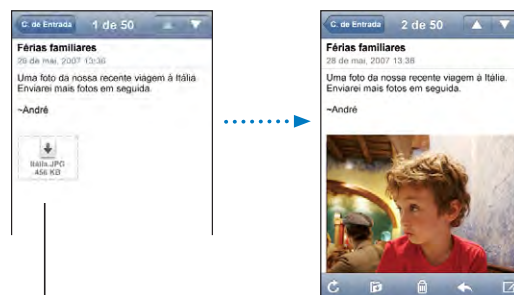 C. de Entrada 1 de 50
Férias familiares
29 de mai, 2007 13:36
Uma foto da nossa recente viagem à Itália
Enviarei mais fotos em seguida.
~André
Itália.JPG
456 KB
C. de Entrada 2 de 50
Férias familiares
28 de mai, 2007 13.38
Uma foto da nossa recente viagem à Itália.
Enviarei mais fotos em seguida.
~André